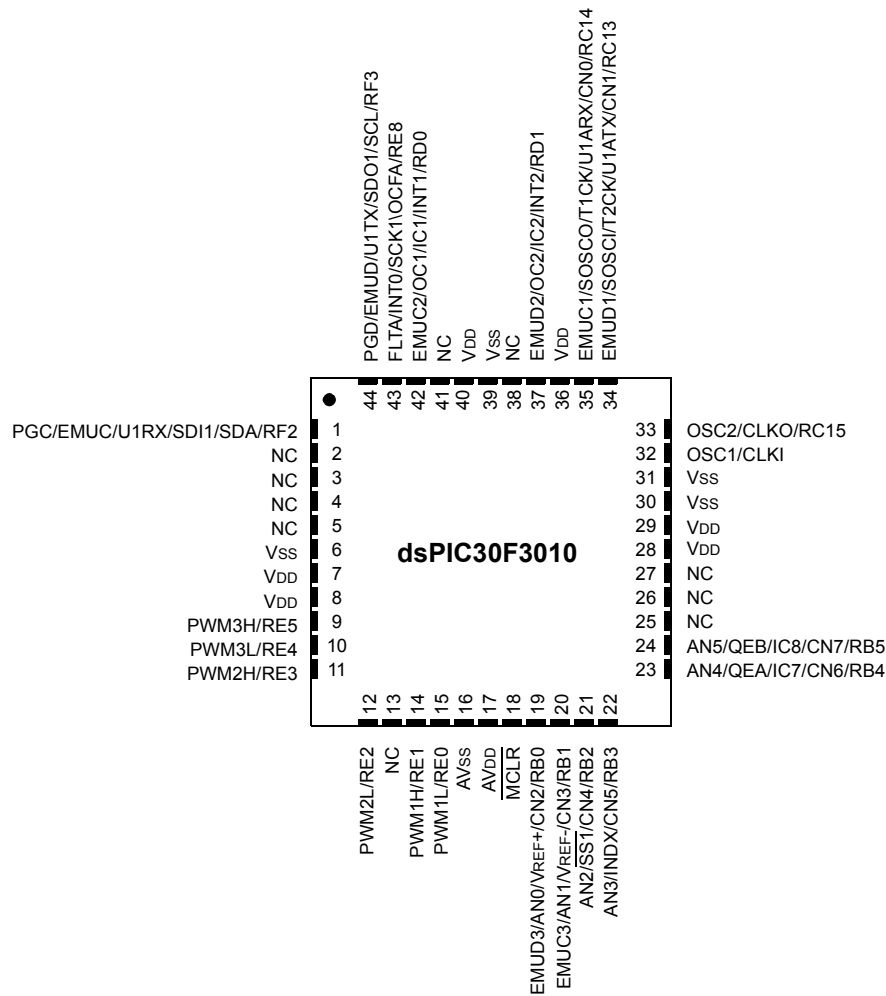 PGD/EMUD/U1TX/SDO1/SCL/RF3
FLTA/INT0/SCK1\OCFA/RE8
EMUC2/OC1/IC1/INT1/RD0
NC
VDD
VSS
NC
EMUD2/OC2/IC2/INT2/RD1
VDD
EMUC1/SOSCO/T1CK/U1ARX/CN0/RC14
EMUD1/SOSCI/T2CK/U1ATX/CN1/RC13
44 43 42 41 40 39 38 37 36 35 34
PGC/EMUC/U1RX/SDI1/SDA/RF2 1
NC 2
NC 3
NC 4
NC 5
VSS 6
VDD 7
VDD 8
PWM3H/RE5 9
PWM3L/RE4 10
PWM2H/RE3 11
dsPIC30F3010
33 OSC2/CLKO/RC15
32 OSC1/CLKI
31 VSS
30 VSS
29 VDD
28 VDD
27 NC
26 NC
25 NC
24 AN5/QEB/IC8/CN7/RB5
23 AN4/QEA/IC7/CN6/RB4
12 13 14 15 16 17 18 19 20 21 22
PWM2L/RE2
NC
PWM1H/RE1
PWM1L/RE0
AVSS
AVDD
MCLR
EMUD3/AN0/VREF+/CN2/RB0
EMUC3/AN1/VREF-/CN3/RB1
AN2/SS1/CN4/RB2
AN3/INDX/CN5/RB3